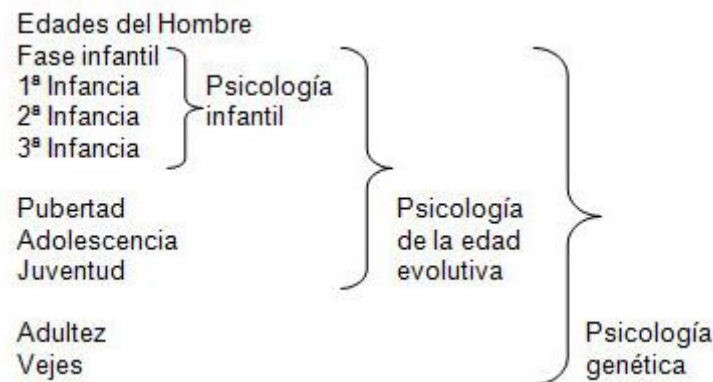 Edades del Hombre
Fase infantil
1ª Infancia
2ª Infancia
3ª Infancia
Psicología
infantil
Pubertad
Adolescencia
Juventud
Psicología
de la edad
evolutiva
Adultez
Vejes
Psicología
genética